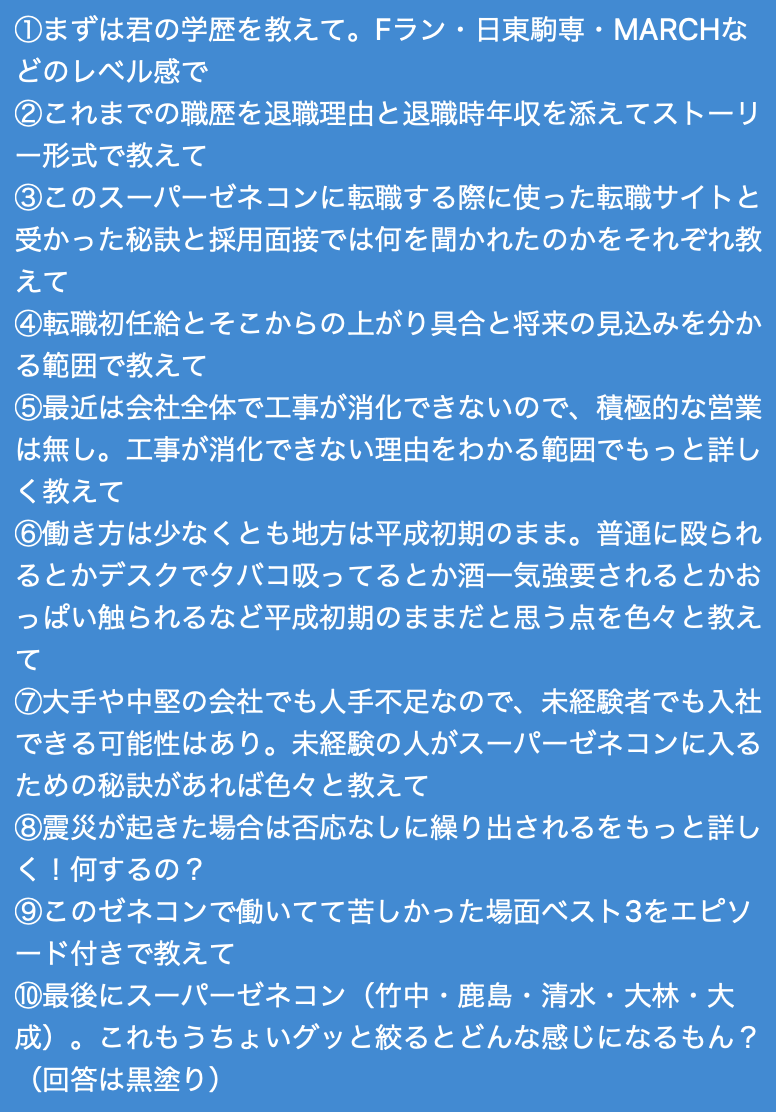 ①まずは君の学歴を教えて。Fラン・日東駒専・MARCHな
どのレベル感で
②これまでの職歴を退職理由と退職時年収を添えてストーリ
ー形式で教えて
③このスーパーゼネコンに転職する際に使った転職サイトと
受かった秘訣と採用面接では何を聞かれたのかをそれぞれ教
えて
④転職初任給とそこからの上がり具合と将来の見込みを分か
る範囲で教えて
⑤最近は会社全体で工事が消化できないので、積極的な営業
は無し。工事が消化できない理由をわかる範囲でもっと詳し
く教えて
⑥働き方は少なくとも地方は平成初期のまま。普通に殴られ
るとかデスクでタバコ吸ってるとか酒一気強要されるとかお
っぱい触られるなど平成初期のままだと思う点を色々と教え
て
⑦大手や中堅の会社でも人手不足なので、未経験者でも入社
できる可能性はあり。未経験の人がスーパーゼネコンに入る
ための秘訣があれば色々と教えて
⑧震災が起きた場合は否応なしに繰り出されるをもっと詳し
く！何するの？
⑨このゼネコンで働いてて苦しかった場面ベスト3をエピソ
ード付きで教えて
⑩最後にスーパーゼネコン（竹中・鹿島・清水・大林・大
成）。これもうちょいグッと絞るとどんな感じになるもん？
（回答は黒塗り）